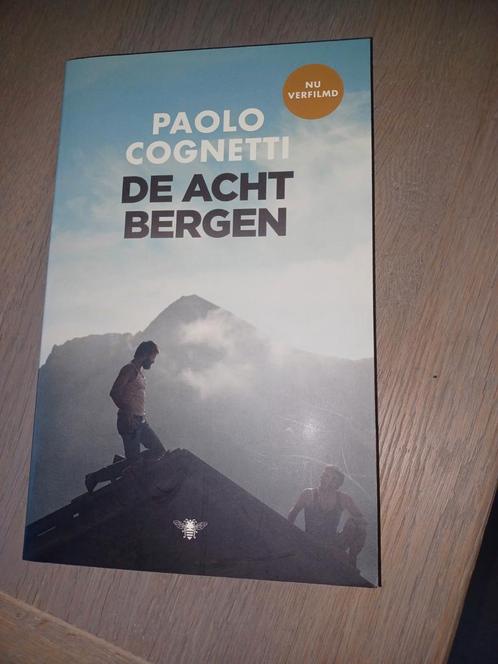 NU
VERFILMD
PAOLO
COGNETTI
DE ACHT
BERGEN